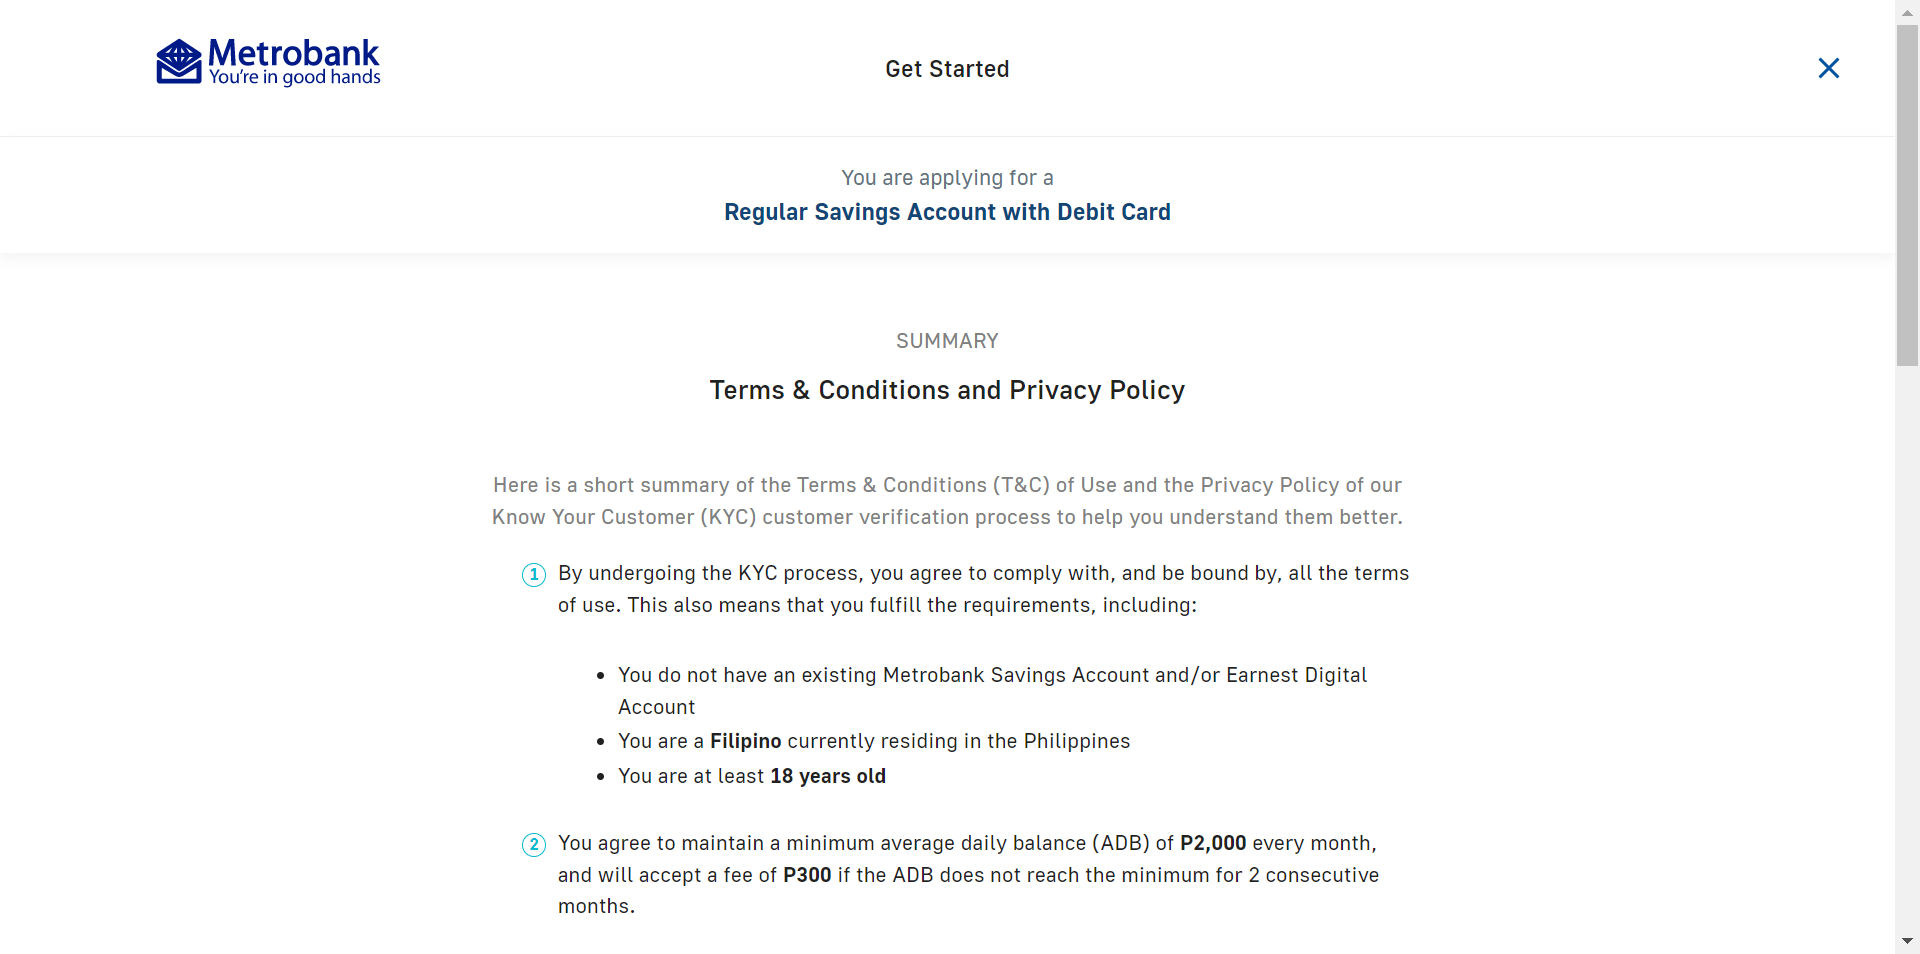 Metrobank
You're in good hands
Get Started
You are applying for a
Regular Savings Account with Debit Card
SUMMARY
Terms & Conditions and Privacy Policy
Here is a short summary of the Terms & Conditions (T&C) of Use and the Privacy Policy of our
Know Your Customer (KYC) customer verification process to help you understand them better.
1 By undergoing the KYC process, you agree to comply with, and be bound by, all the terms
of use. This also means that you fulfill the requirements, including:
• You do not have an existing Metrobank Savings Account and/or Earnest Digital
Account
• You are a Filipino currently residing in the Philippines
• You are at least 18 years old
2 You agree to maintain a minimum average daily balance (ADB) of P2,000 every month,
and will accept a fee of P300 if the ADB does not reach the minimum for 2 consecutive
months.